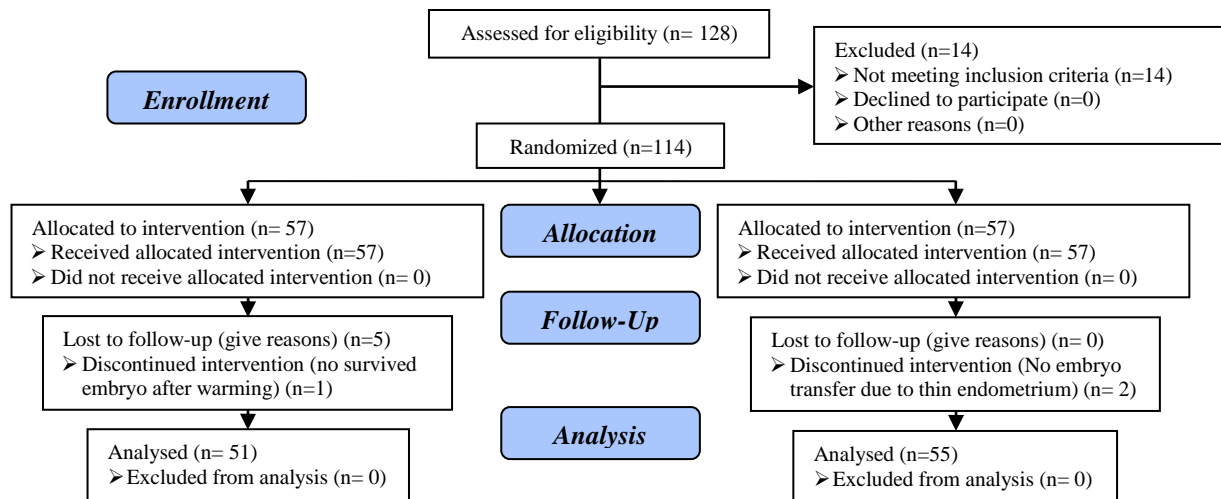 Assessed for eligibility (n= 128)
Excluded (n=14)
➢ Not meeting inclusion criteria (n=14)
➢ Declined to participate (n=0)
➢ Other reasons (n=0)
Enrollment
Randomized (n=114)
Allocated to intervention (n= 57)
➢ Received allocated intervention (n=57)
➢ Did not receive allocated intervention (n= 0)
Allocation
Allocated to intervention (n=57)
➢ Received allocated intervention (n= 57)
➢ Did not receive allocated intervention (n= 0)
Follow-Up
Lost to follow-up (give reasons) (n=5)
➢ Discontinued intervention (no survived
embryo after warming) (n=1)
Lost to follow-up (give reasons) (n= 0)
➢ Discontinued intervention (No embryo
transfer due to thin endometrium) (n= 2)
Analysis
Analysed (n= 51)
➢ Excluded from analysis (n= 0)
Analysed (n=55)
➢ Excluded from analysis (n= 0)